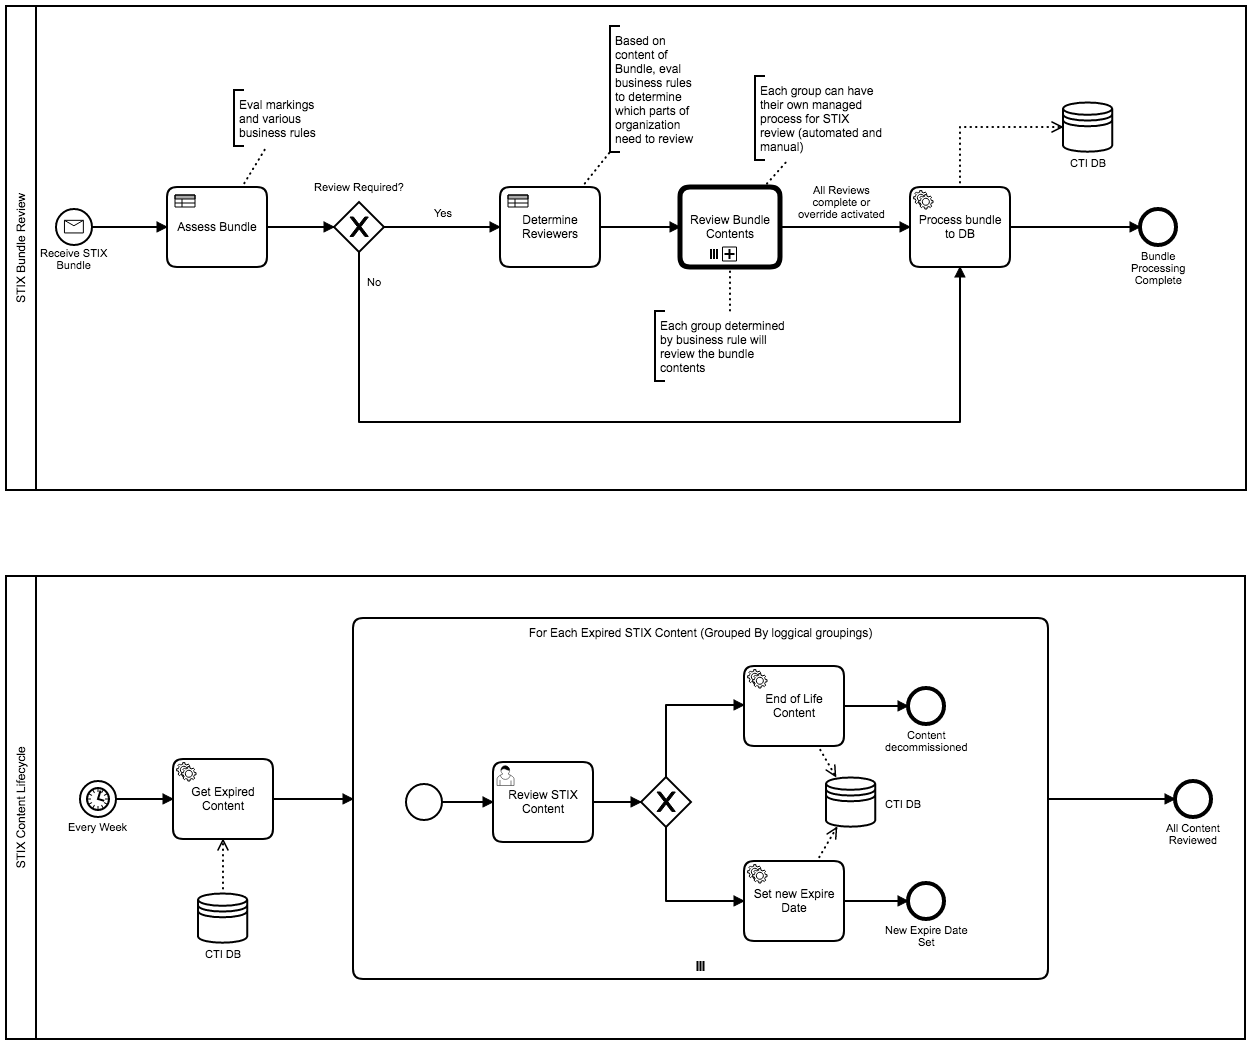 STIX Bundle Review
Receive STIX
Bundle
Eval markings
and various
business rules
Assess Bundle
Review Required?
Yes
No
Based on
content of
Bundle, eval
business rules
to determine
which parts of
organization
need to review
Determine
Reviewers
Each group can have
their own managed
process for STIX
review (automated and
manual)
Review Bundle
Contents
Each group determined
by business rule will
review the bundle
contents
All Reviews
complete or
override activated
Process bundle
to DB
CTI DB
Bundle
Processing
Complete
STIX Content Lifecycle
Every Week
Get Expired
Content
CTI DB
For Each Expired STIX Content (Grouped By loggical groupings)
Review STIX
Content
End of Life
Content
Content
decommissioned
CTI DB
Set new Expire
Date
New Expire Date
Set
All Content
Reviewed